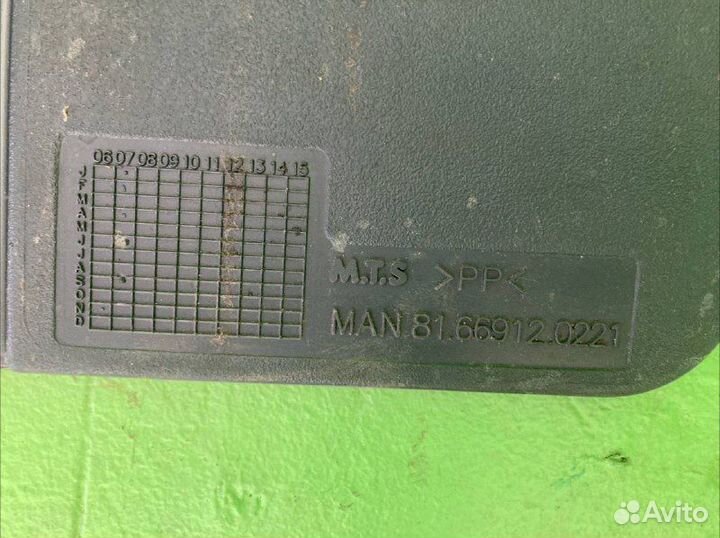 06 07 08 09 10 11 12 13 14 15
J
F
M
A
M
J
J
A
S
O
N
D
M.T.S >PP<
MAN 81.66912.0221
Avito